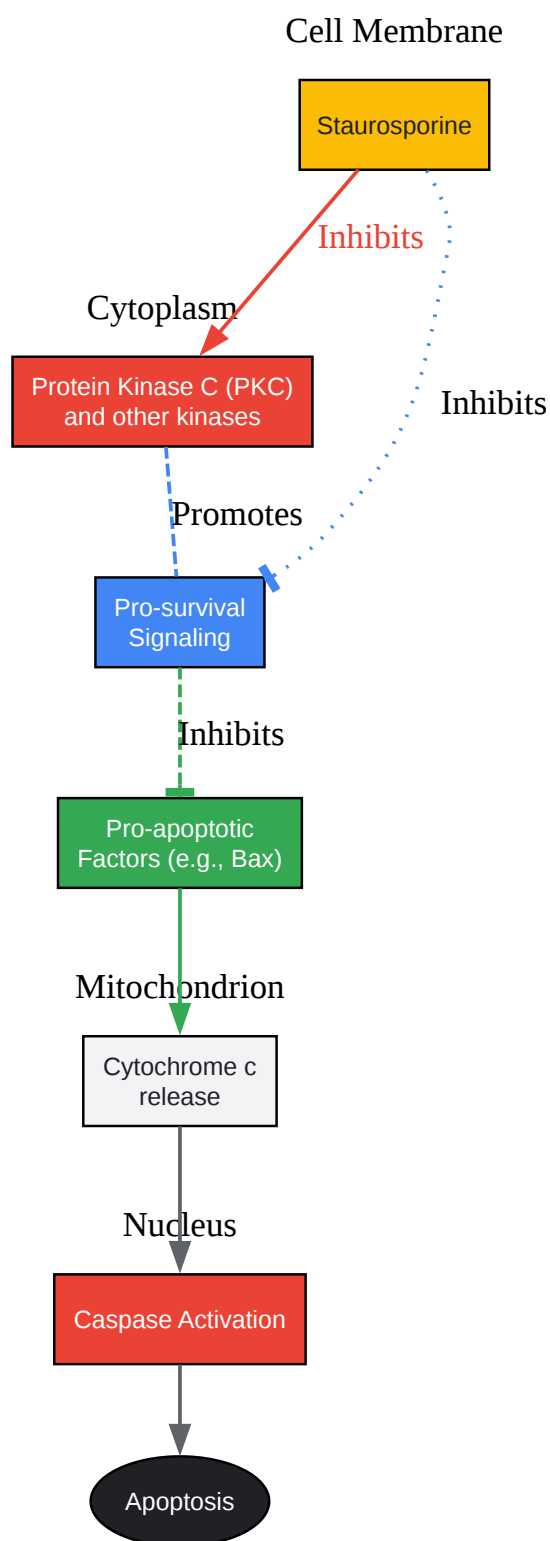 Cell Membrane
Staurosporine
Inhibits
Cytoplasm
Protein Kinase C (PKC)
and other kinases
Inhibits
Promotes
Pro-survival
Signaling
Inhibits
Pro-apoptotic
Factors (e.g., Bax)
Mitochondrion
Cytochrome c
release
Nucleus
Caspase Activation
Apoptosis